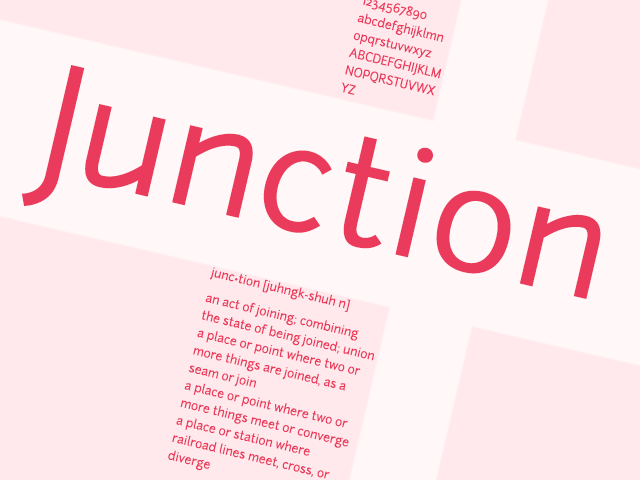 1234567890
abcdefghijklmn
opqrstuvwxyz
ABCDEFGHIJKLM
NOPQRSTUVWX
YZ
Junction
junc•tion [juhngk-shuh n]
an act of joining; combining
the state of being joined; union
a place or point where two or
more things are joined, as a
seam or join
a place or point where two or
more things meet or converge
a place or station where
railroad lines meet, cross, or
diverge